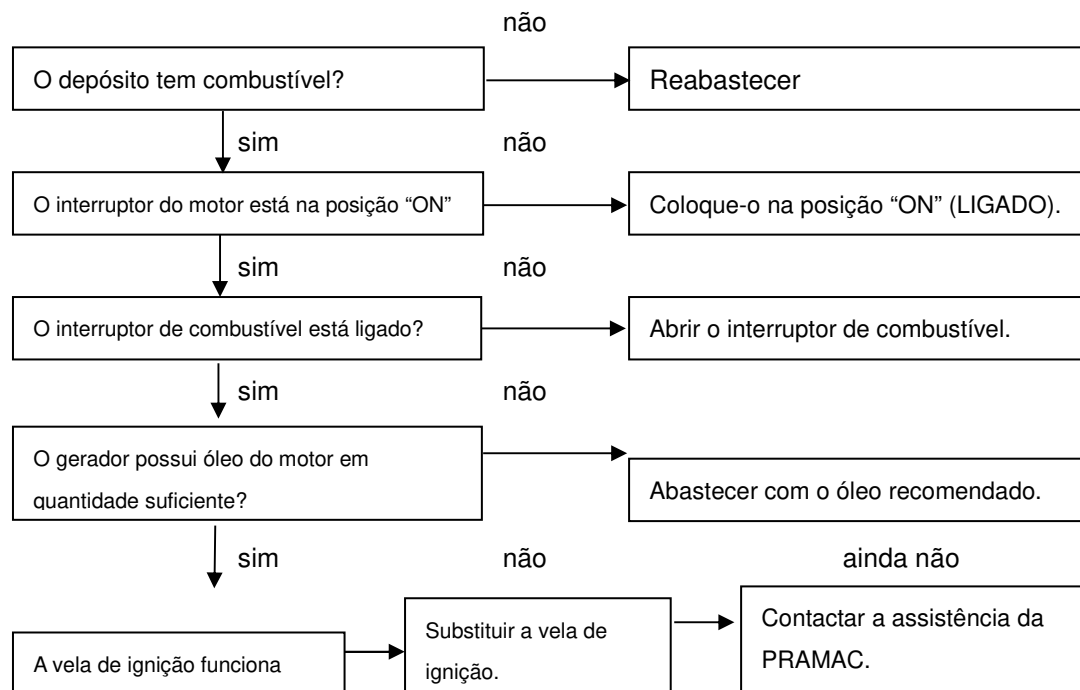 não
O depósito tem combustível?
Reabastecer
sim
não
O interruptor do motor está na posição “ON”
Coloque-o na posição “ON” (LIGADO).
sim
não
O interruptor de combustível está ligado?
Abrir o interruptor de combustível.
sim
não
O gerador possui óleo do motor em
quantidade suficiente?
Abastecer com o óleo recomendado.
sim
não
ainda não
A vela de ignição funciona
Substituir a vela de
ignição.
Contactar a assistência da
PRAMAC.